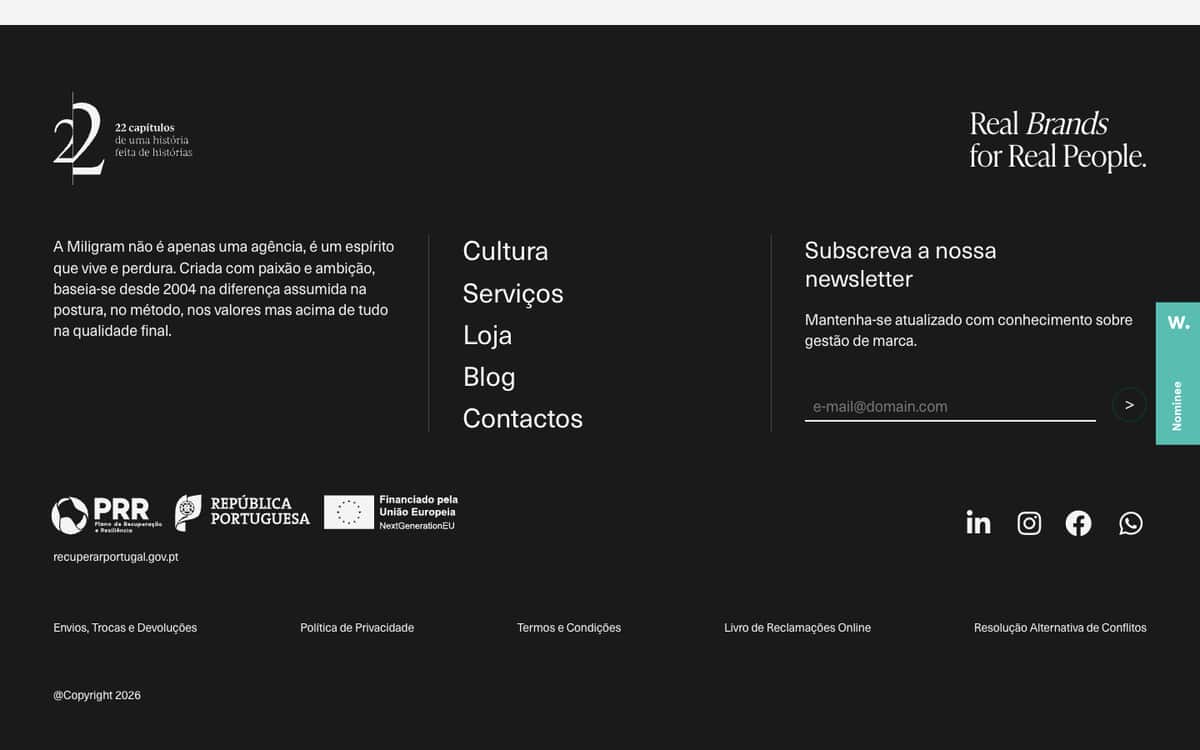 22
22 capítulos
de uma história
feita de histórias
Real Brands
for Real People.
A Miligram não é apenas uma agência, é um espírito
que vive e perdura. Criada com paixão e ambição,
baseia-se desde 2004 na diferença assumida na
postura, no método, nos valores mas acima de tudo
na qualidade final.
Cultura
Serviços
Loja
Blog
Contactos
Subscreva a nossa
newsletter
Mantenha-se atualizado com conhecimento sobre
gestão de marca.
e-mail@domain.com
>
W.
Nominee
PRR
Plano de Recuperação
e Resiliência
REPÚBLICA
PORTUGUESA
Financiado pela
União Europeia
NextGenerationEU
recuperarportugal.gov.pt
in
Envios, Trocas e Devoluções
Política de Privacidade
Termos e Condições
Livro de Reclamações Online
Resolução Alternativa de Conflitos
@Copyright 2026